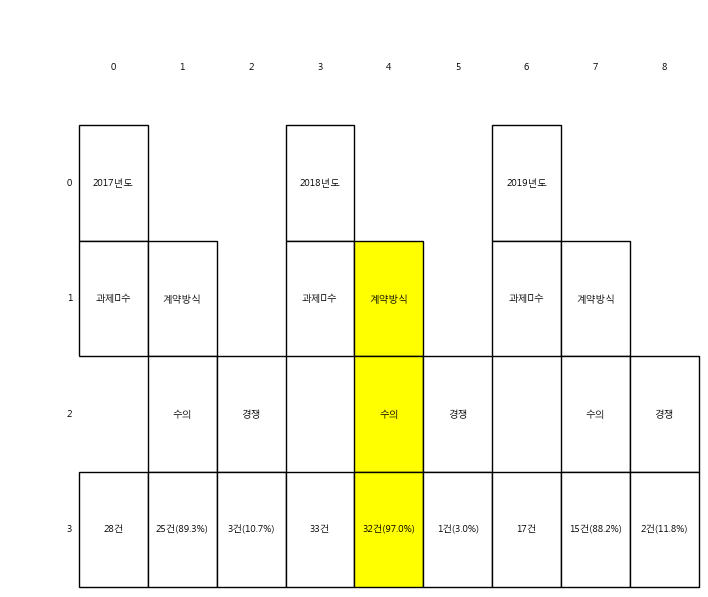 0 1 2 3 4 5 6 7 8
0 2017년도 2018년도 2019년도
1 과제▯수 계약방식 과제▯수 계약방식 과제▯수 계약방식
2 수의 경쟁 수의 경쟁 수의 경쟁
3 28건 25건(89.3%) 3건(10.7%) 33건 32건(97.0%) 1건(3.0%) 17건 15건(88.2%) 2건(11.8%)